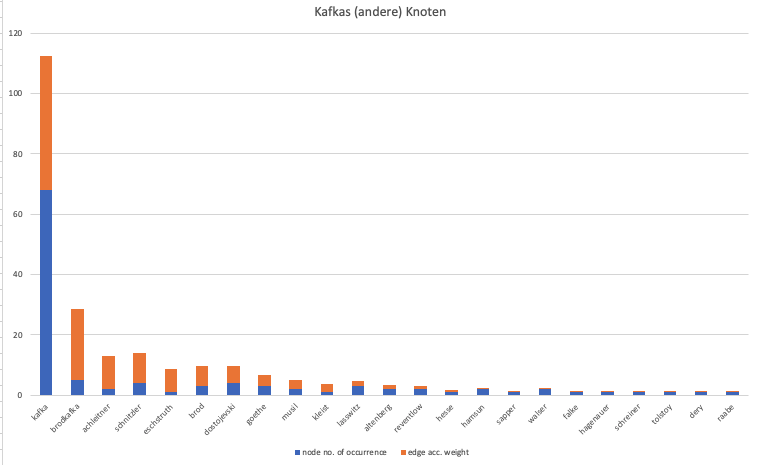 Kafkas (andere) Knoten
120
100
80
60
40
20
0
kafka
brodkafka
achleitner
schnitzler
eschstruth
brod
dostojevski
goethe
musil
kleist
lasswitz
altenberg
reventlow
hesse
hamsun
sapper
walser
falke
hagenauer
schreiner
tolstoy
dery
raabe
node no. of occurrence edge acc. weight